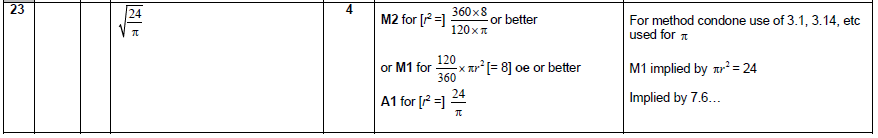 23
√(24/π)
4
M2 for [r² =] (360×8)/(120×π) or better
For method condone use of 3.1, 3.14, etc
used for π
or M1 for 120/360 × πr² [= 8] oe or better
M1 implied by πr² = 24
A1 for [r² =] 24/π
Implied by 7.6…